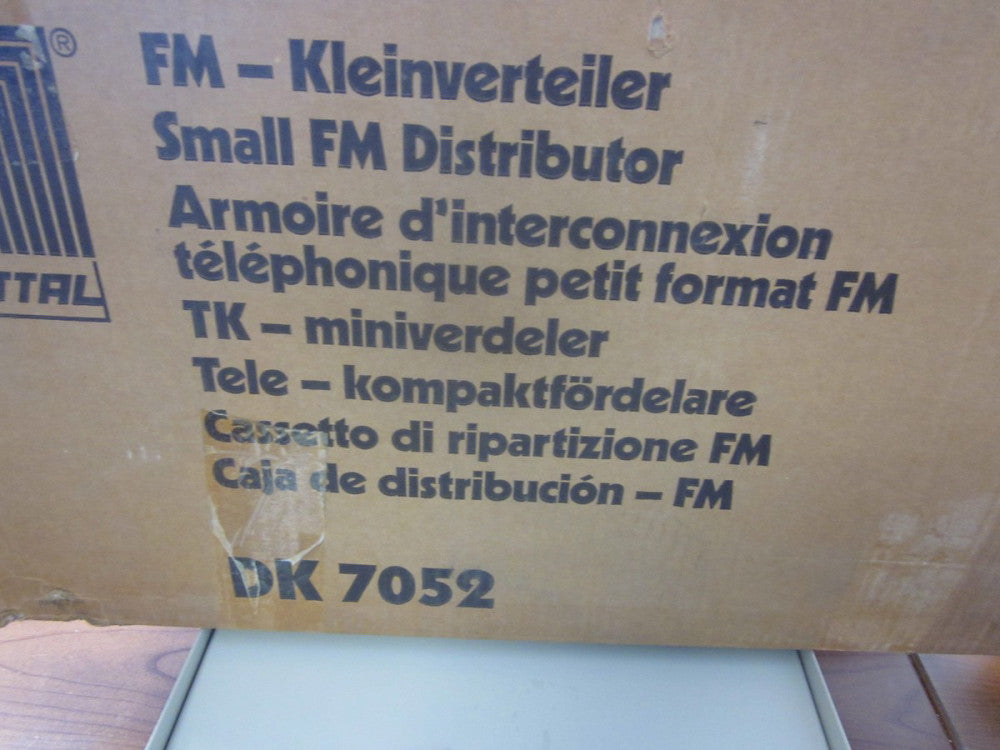 ®
FM – Kleinverteiler
Small FM Distributor
Armoire d'interconnexion
téléphonique petit format FM
TTAL
TK – miniverdeler
Tele – kompaktfördelare
Cassetto di ripartizione FM
Caja de distribución – FM
DK 7052